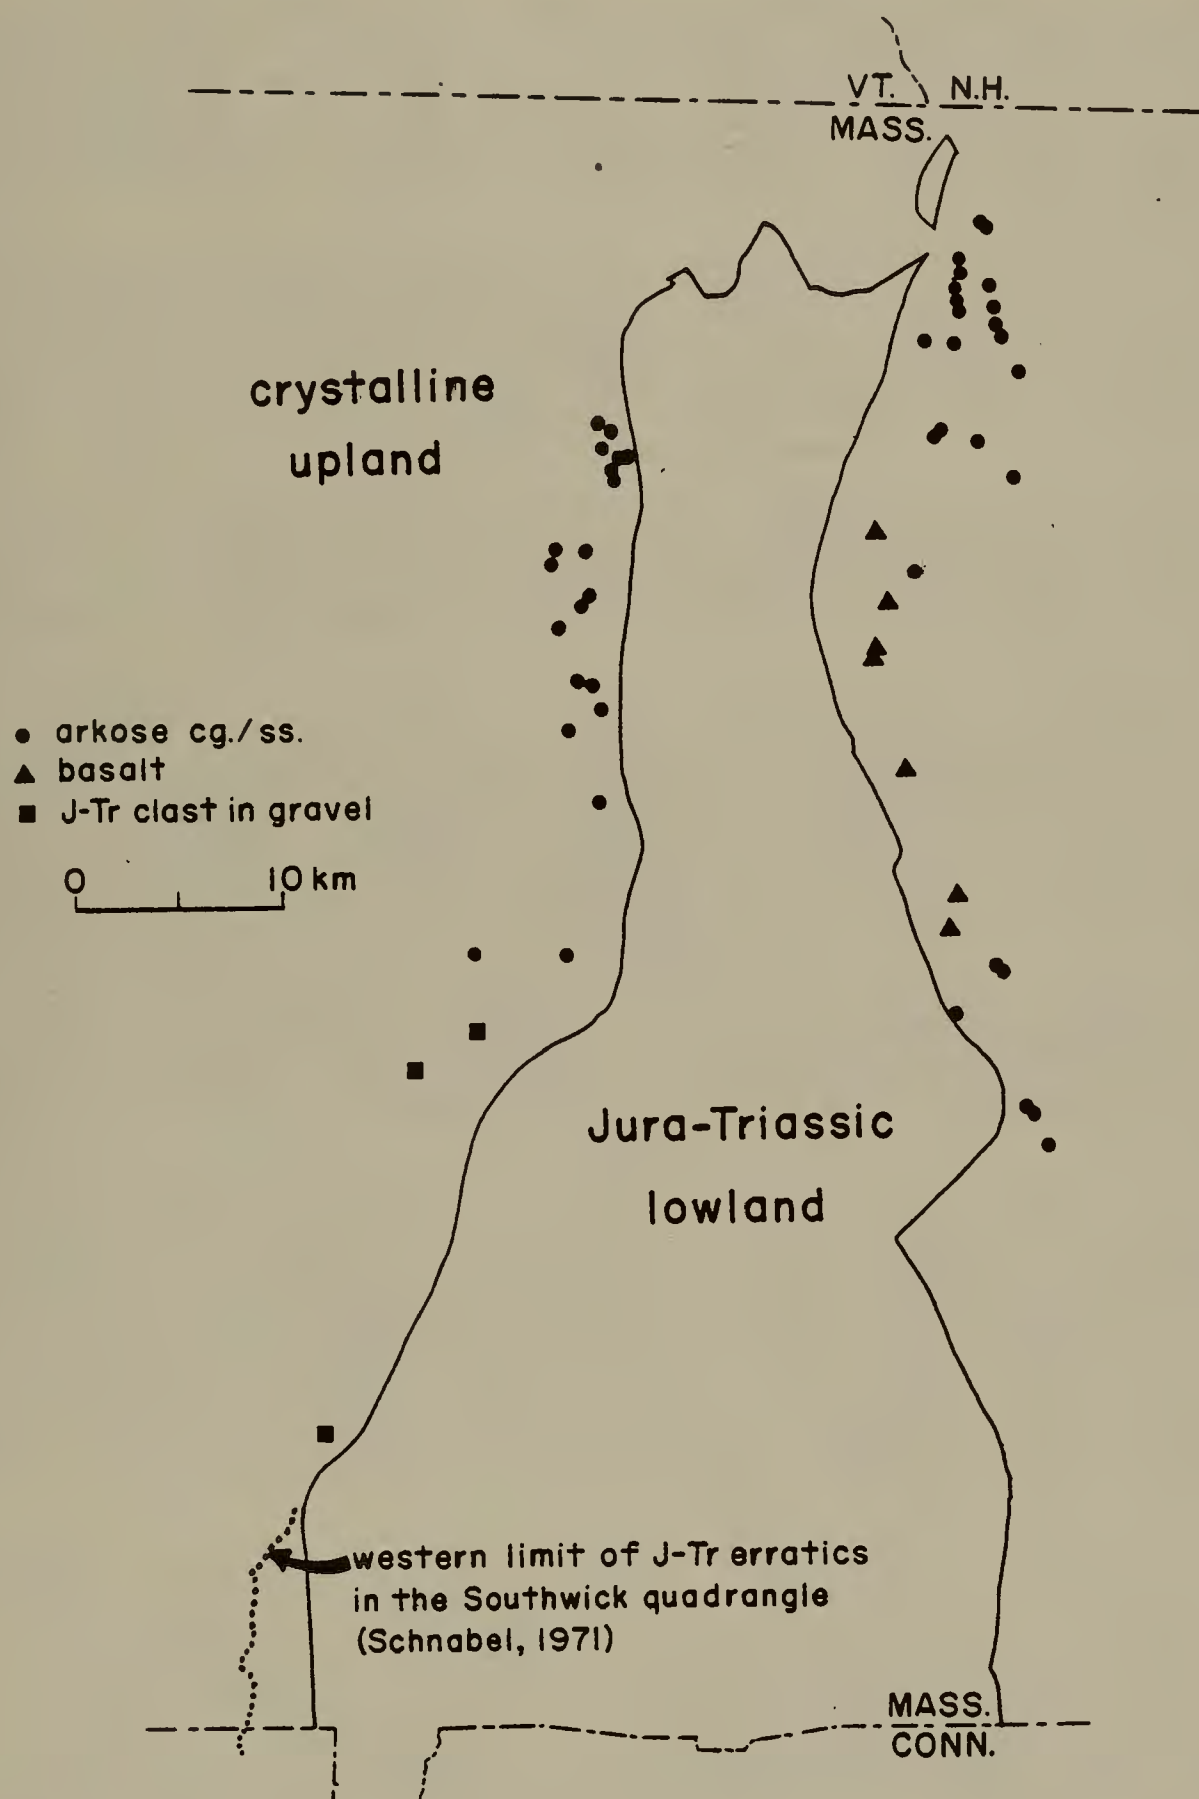 VT. N.H.
MASS.
crystalline
upland
arkose cg./ss.
basalt
J-Tr clast in gravel
0 10 km
Jura-Triassic
lowland
western limit of J-Tr erratics
in the Southwick quadrangle
(Schnabel, 1971)
MASS.
CONN.